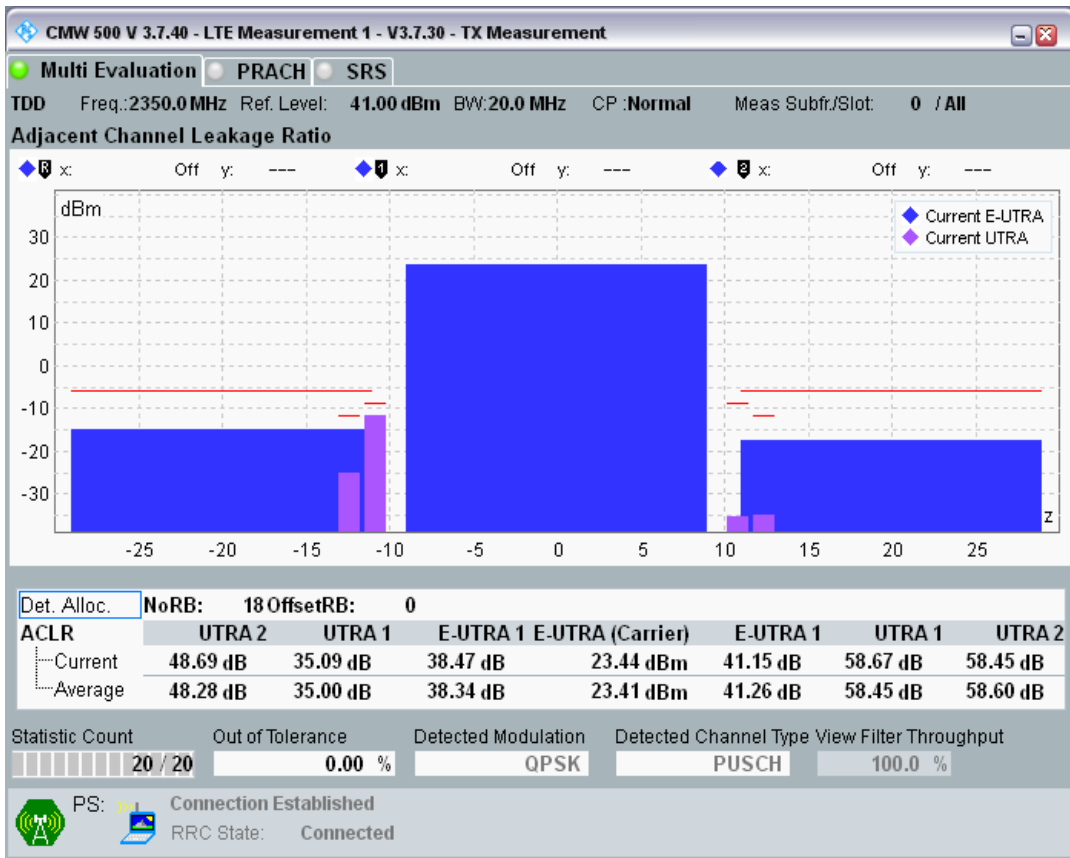 CMW 500 V 3.7.40 - LTE Measurement 1 - V3.7.30 - TX Measurement
Multi Evaluation PRACH SRS
TDD Freq.:2350.0 MHz Ref. Level: 41.00 dBm BW:20.0 MHz CP :Normal Meas Subfr./Slot: 0 / All
Adjacent Channel Leakage Ratio
R x: Off y: --- 1 x: Off y: --- 2 x: Off y: ---
dBm
Current E-UTRA
Current UTRA
30
20
10
0
-10
-20
-30
z
-25 -20 -15 -10 -5 0 5 10 15 20 25
Det. Alloc. NoRB: 18 OffsetRB: 0
ACLR UTRA 2 UTRA 1 E-UTRA 1 E-UTRA (Carrier) E-UTRA 1 UTRA 1 UTRA 2
Current 48.69 dB 35.09 dB 38.47 dB 23.44 dBm 41.15 dB 58.67 dB 58.45 dB
Average 48.28 dB 35.00 dB 38.34 dB 23.41 dBm 41.26 dB 58.45 dB 58.60 dB
Statistic Count Out of Tolerance Detected Modulation Detected Channel Type View Filter Throughput
20 / 20 0.00 % QPSK PUSCH 100.0 %
PS: Connection Established
RRC State: Connected